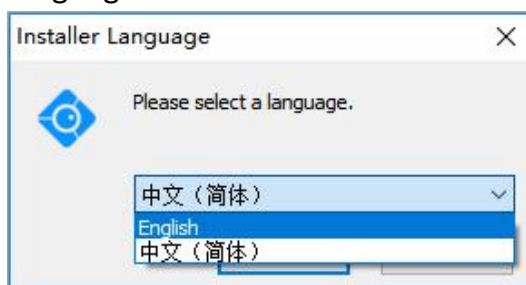 Installer Language
Please select a language.
中文（简体）
English
中文（简体）